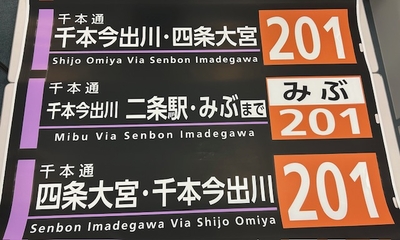 千本通
千本今出川・四条大宮 201
Shijo Omiya Via Senbon Imadegawa
千本通
千本今出川 二条駅・みぶまで
みぶ
201
Mibu Via Senbon Imadegawa
千本通
四条大宮・千本今出川 201
Senbon Imadegawa Via Shijo Omiya